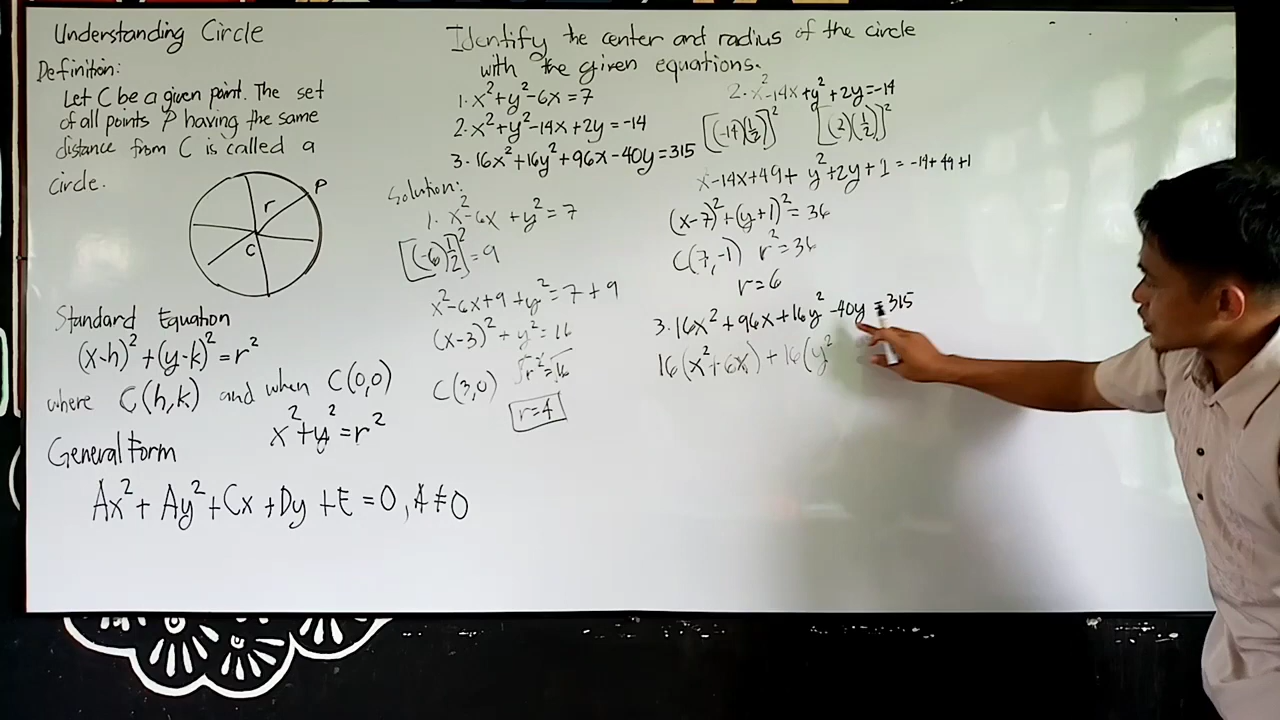 Understanding Circle
Definition:
Let C be a given point. The set
of all points P having the same
distance from C is called a
circle.
P
r
C
Standard Equation
(x-h)² + (y-k)² = r²
where C(h,k) and when C(0,0)
x² + y² = r²
General Form
Ax² + Ay² + Cx + Dy + E = 0, A ≠ 0
Identify the center and radius of the circle
with the given equations.
1. x² + y² - 6x = 7
2. x² + y² - 14x + 2y = -14
3. 16x² + 16y² + 96x - 40y = 315
Solution:
1. x² - 6x + y² = 7
[(-6)½]² = 9
x² - 6x + 9 + y² = 7 + 9
(x-3)² + y² = 16
C(3,0) √r² = √16
r = 4
2. x² - 14x + y² + 2y = -14
[(-14)(½)]² [(2)(½)]²
x - 14x + 49 + y² + 2y + 1 = -14 + 49 + 1
(x-7)² + (y+1)² = 36
C(7,-1) r² = 36
r = 6
3. 16x² + 96x + 16y² - 40y = 315
16(x² + 6x) + 16(y²